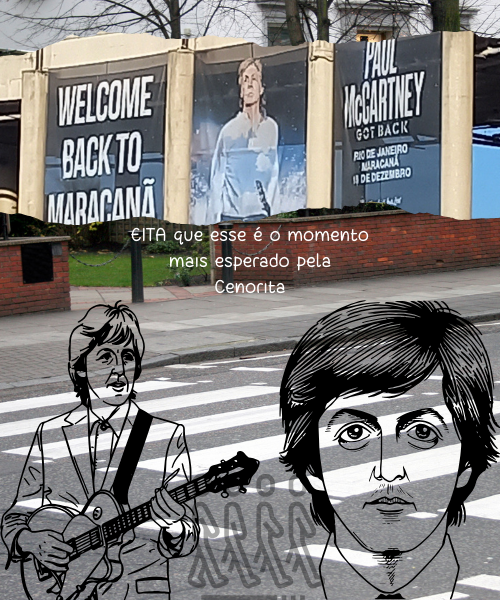 WELCOME
BACK TO
MARACANÃ
PAUL
McCARTNEY
GOT BACK
RIO DE JANEIRO
MARACANÃ
16 DE DEZEMBRO
EITA que esse é o momento
mais esperado pela
Cenorita